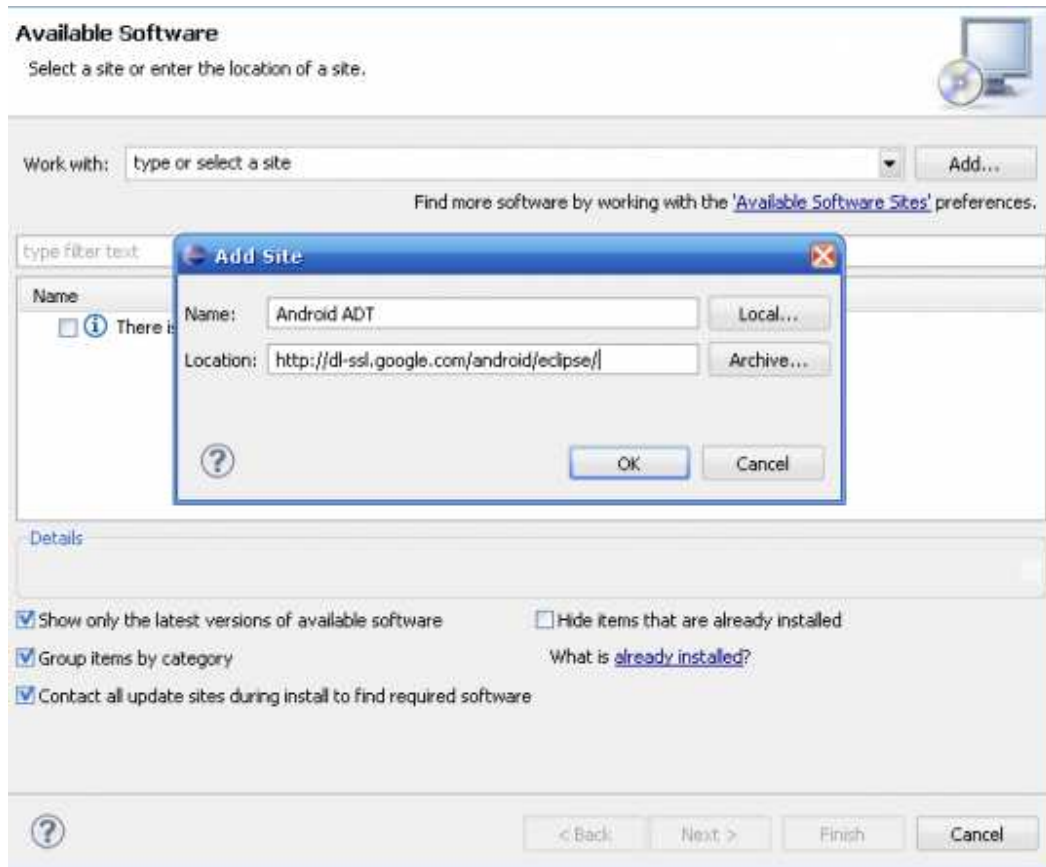 Available Software
Select a site or enter the location of a site.
Work with: type or select a site Add...
Find more software by working with the 'Available Software Sites' preferences.
type filter text
Add Site
Name
There is
Name: Android ADT Local...
Location: http://dl-ssl.google.com/android/eclipse/ Archive...
? OK Cancel
Details
Show only the latest versions of available software Hide items that are already installed
Group items by category What is already installed?
Contact all update sites during install to find required software
? < Back Next > Finish Cancel